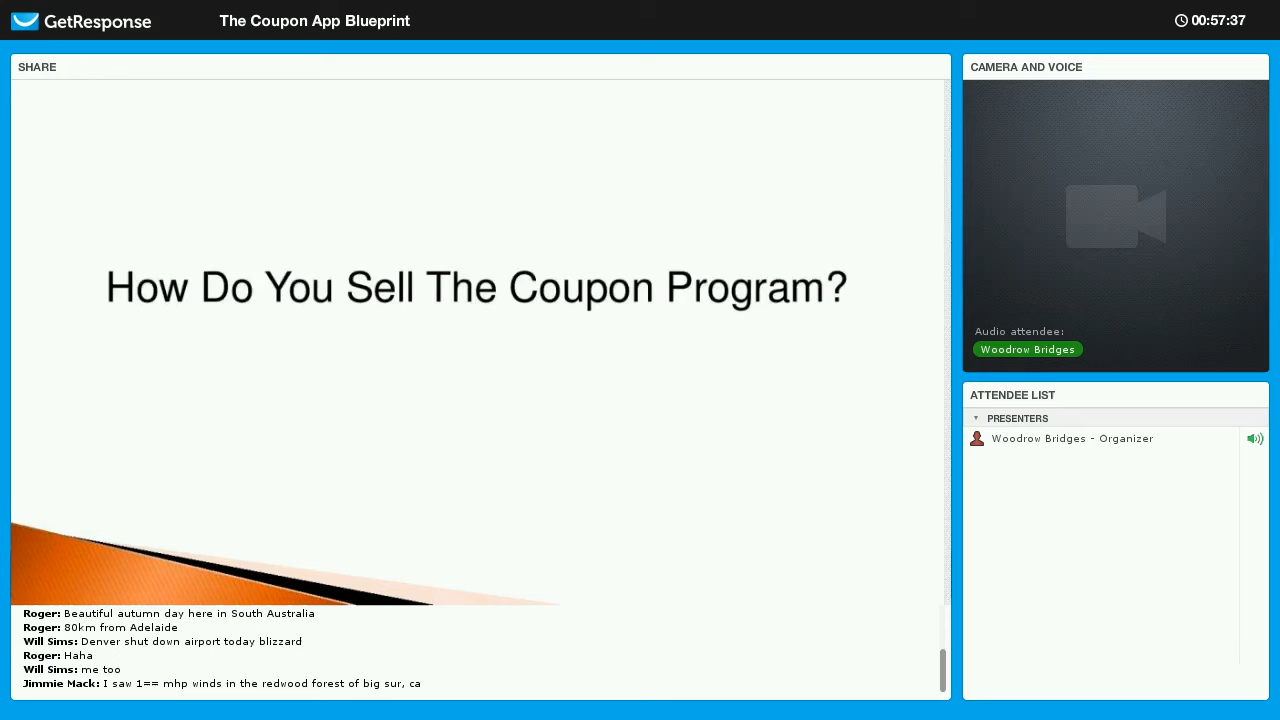 GetResponse
The Coupon App Blueprint
00:57:37
SHARE
How Do You Sell The Coupon Program?
Roger: Beautiful autumn day here in South Australia
Roger: 80km from Adelaide
Will Sims: Denver shut down airport today blizzard
Roger: Haha
Will Sims: me too
Jimmie Mack: I saw 1== mhp winds in the redwood forest of big sur, ca
CAMERA AND VOICE
Audio attendee:
Woodrow Bridges
ATTENDEE LIST
PRESENTERS
Woodrow Bridges - Organizer